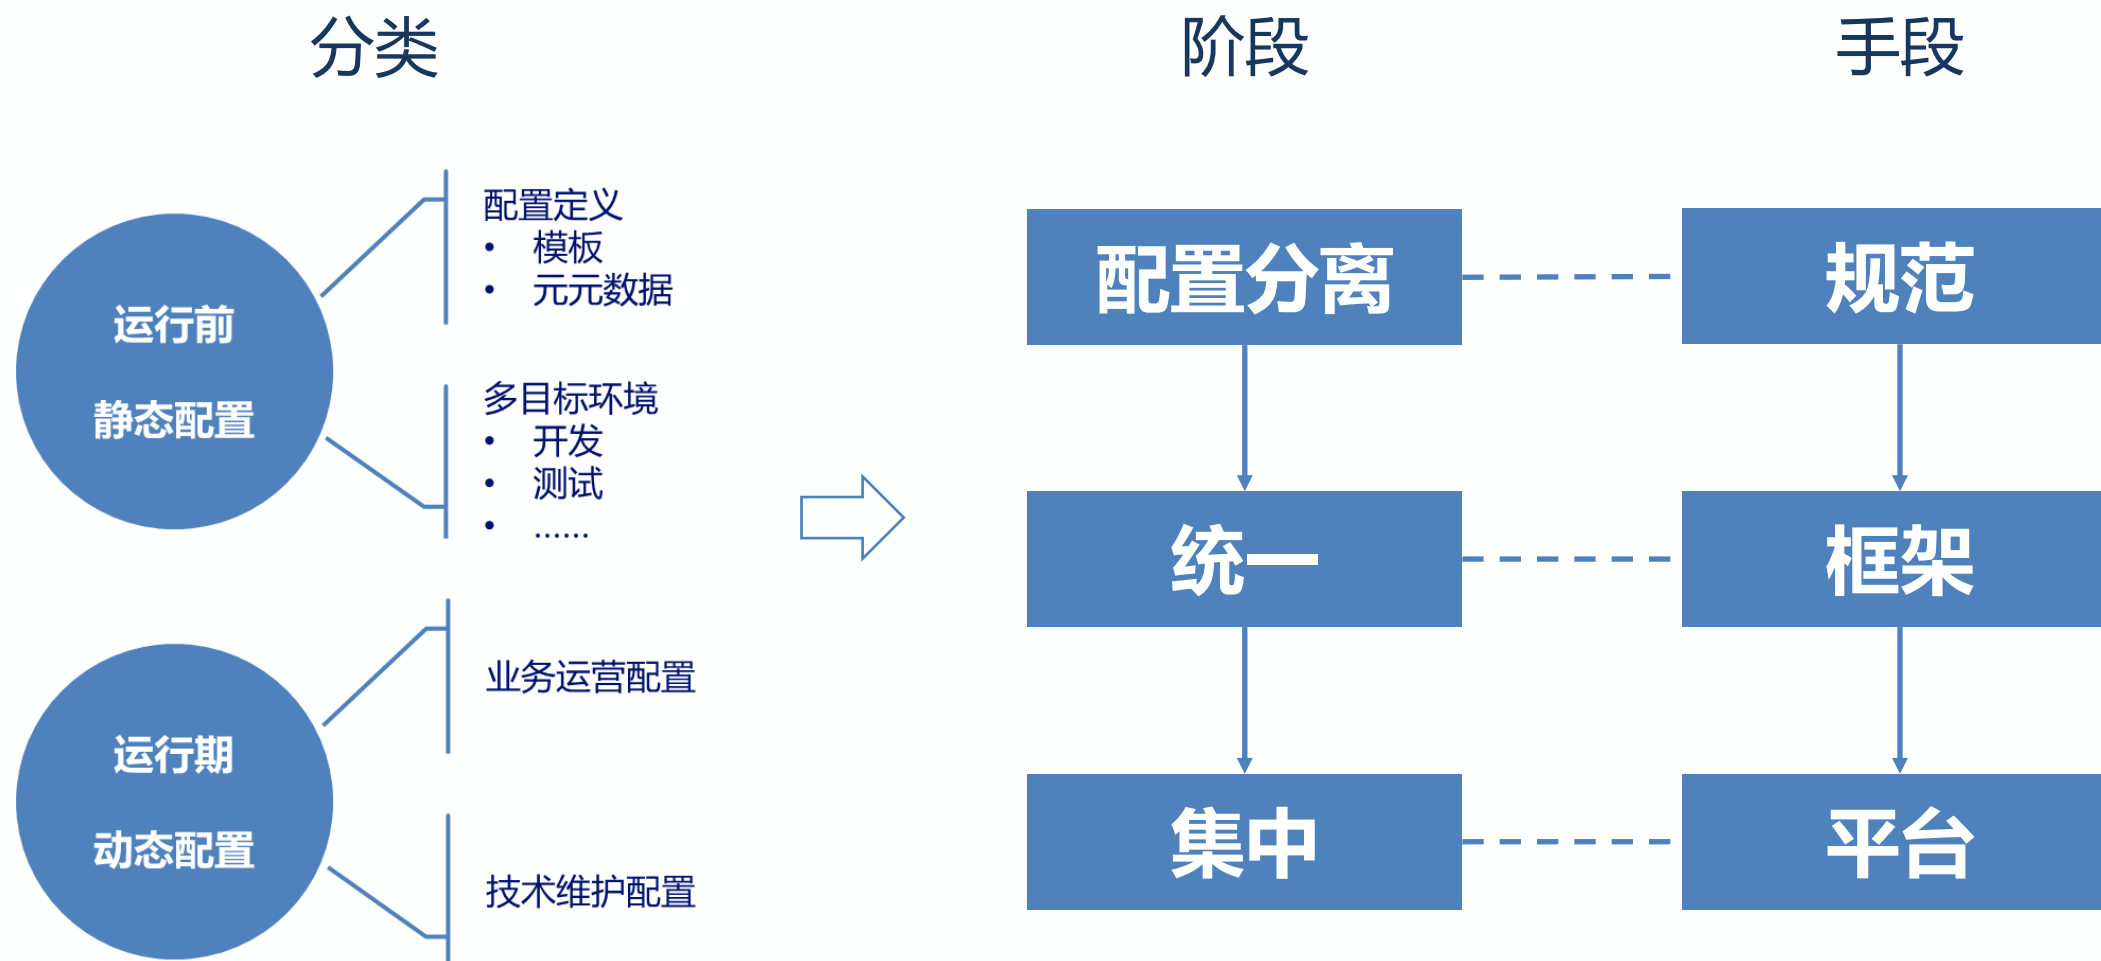 分类
阶段
手段
运行前
静态配置
配置定义
• 模板
• 元元数据
多目标环境
• 开发
• 测试
• ......
运行期
动态配置
业务运营配置
技术维护配置
配置分离
规范
统一
框架
集中
平台